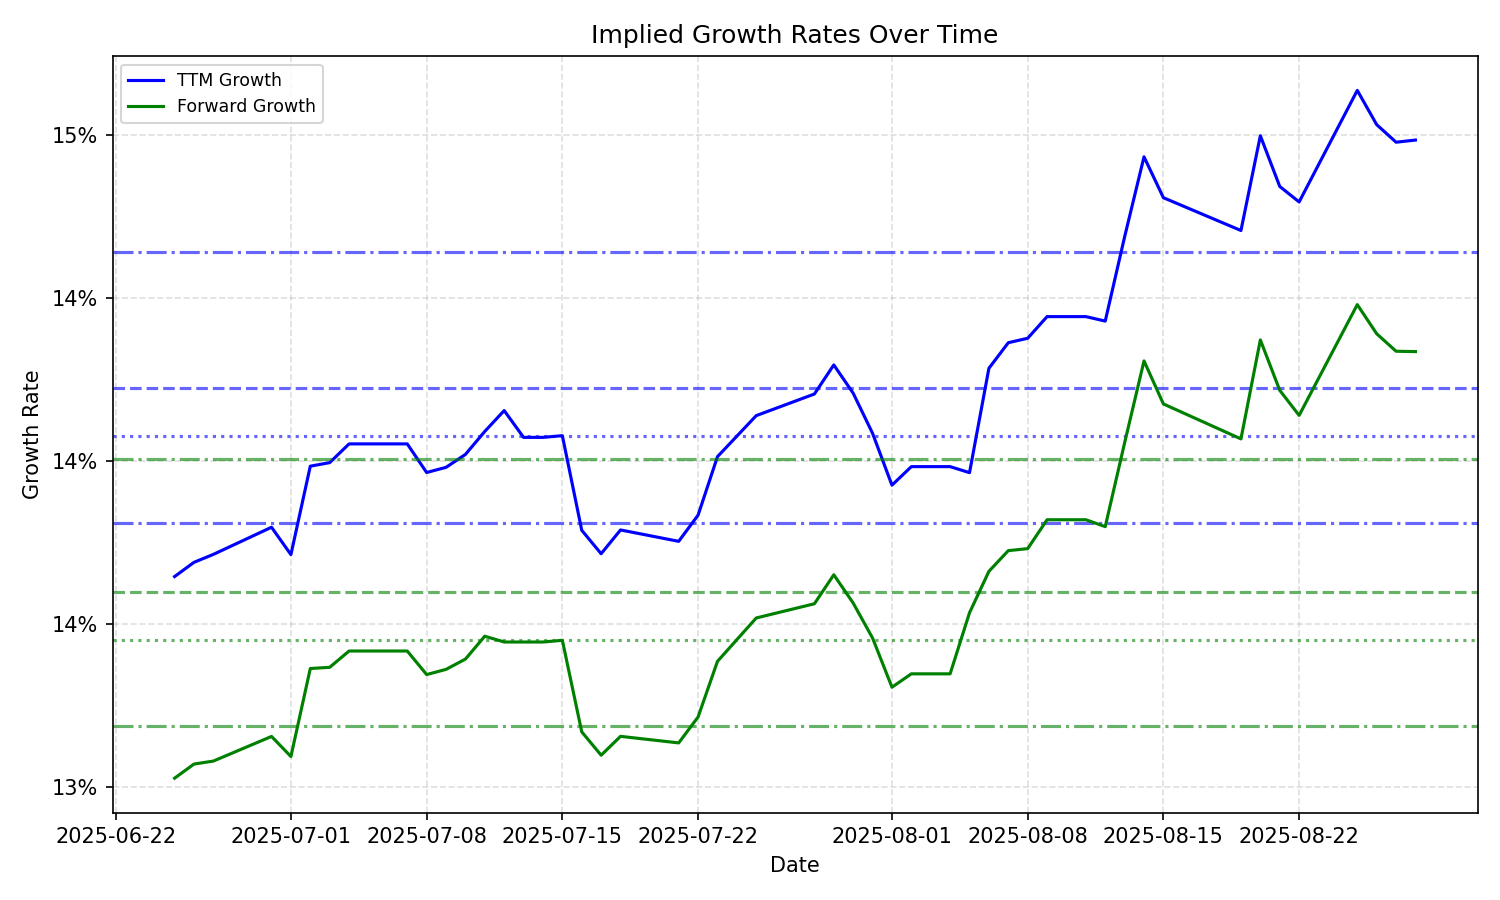 Implied Growth Rates Over Time
TTM Growth
Forward Growth
15%
14%
14%
14%
13%
Growth Rate
2025-06-22
2025-07-01
2025-07-08
2025-07-15
2025-07-22
2025-08-01
2025-08-08
2025-08-15
2025-08-22
Date